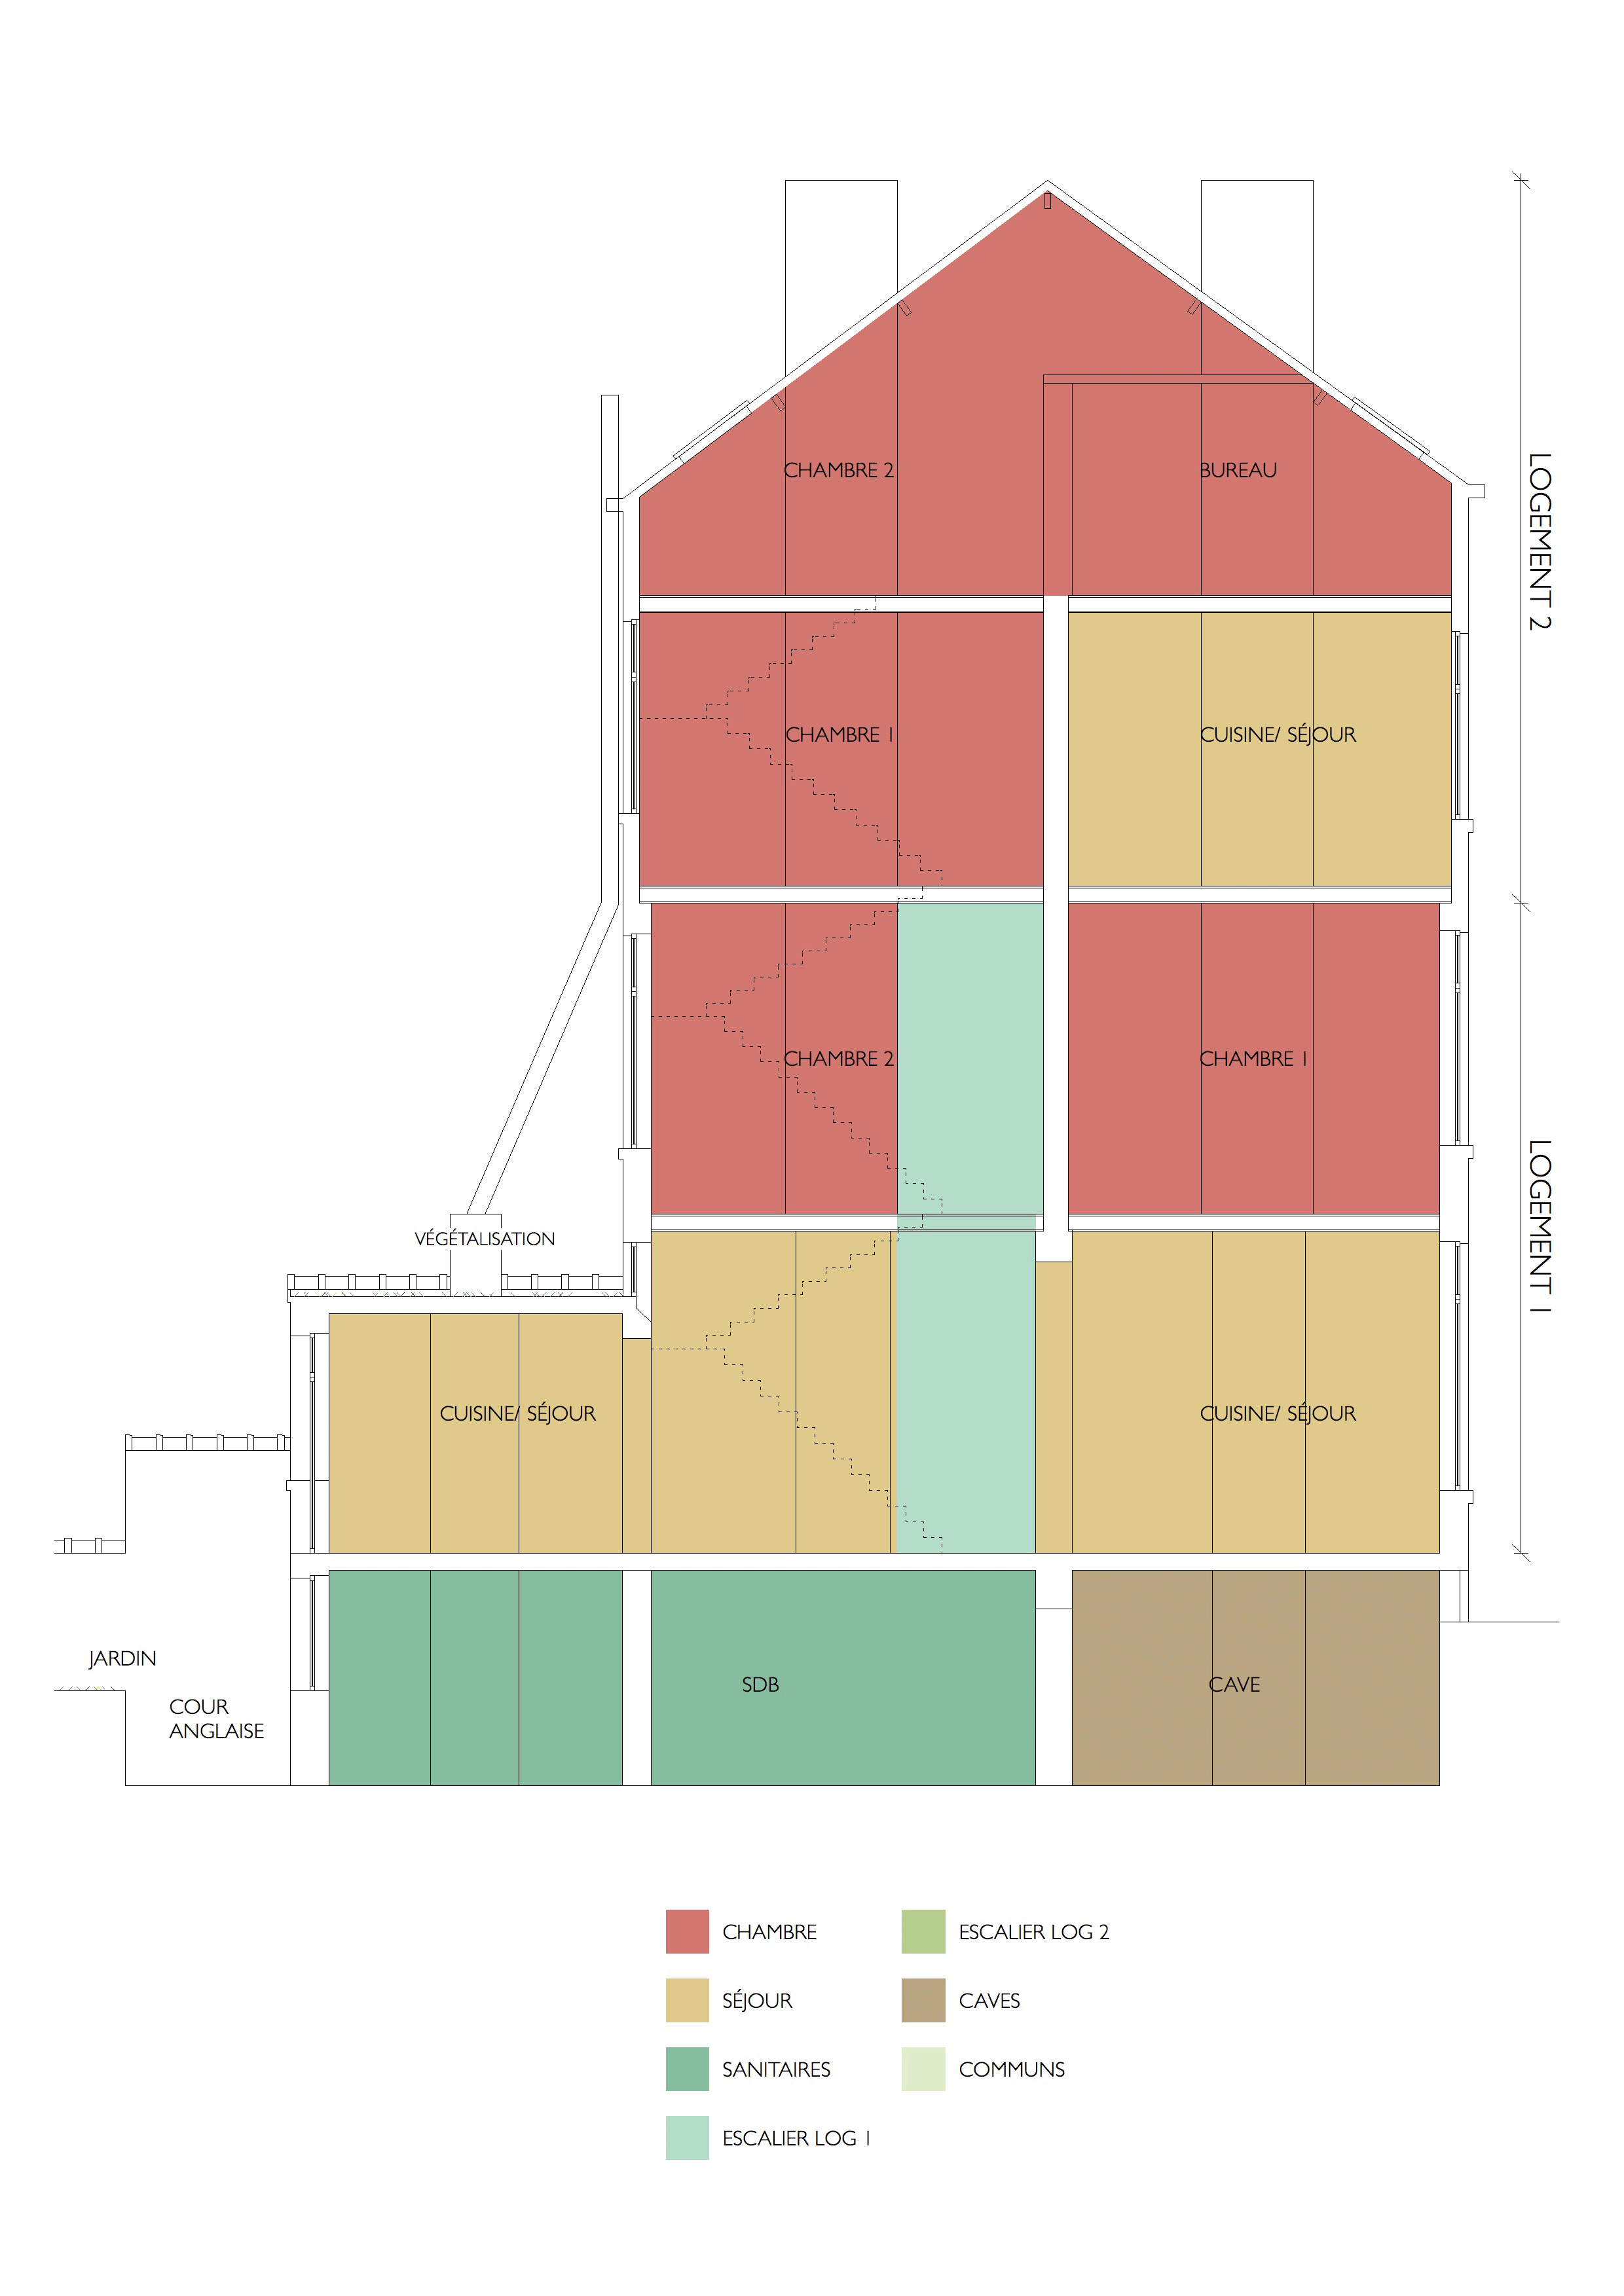 CHAMBRE 2
BUREAU
LOGEMENT 2
CHAMBRE 1
CUISINE/ SÉJOUR
CHAMBRE 2
CHAMBRE 1
LOGEMENT 1
VÉGÉTALISATION
CUISINE/ SÉJOUR
CUISINE/ SÉJOUR
JARDIN
COUR
ANGLAISE
SDB
CAVE
CHAMBRE
SÉJOUR
SANITAIRES
ESCALIER LOG 1
ESCALIER LOG 2
CAVES
COMMUNS